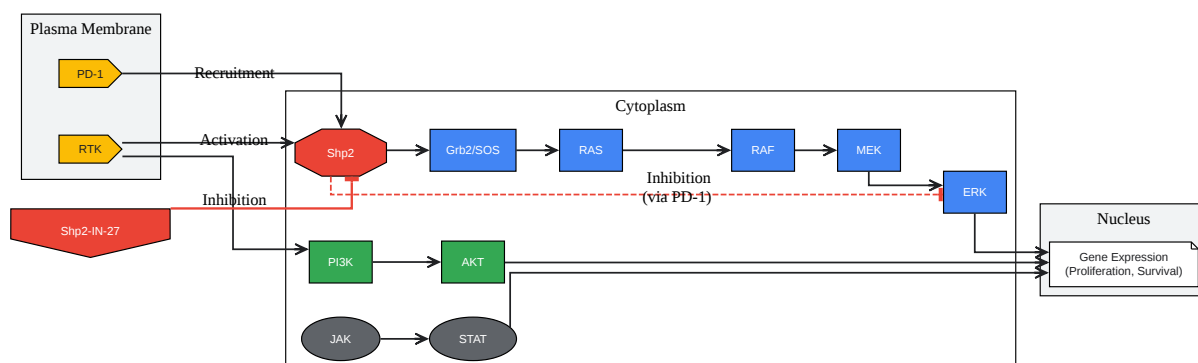 Plasma Membrane
PD-1
Recruitment
Cytoplasm
RTK
Activation
Shp2
Grb2/SOS
RAS
RAF
MEK
Inhibition
(via PD-1)
ERK
Inhibition
Shp2-IN-27
Nucleus
PI3K
AKT
Gene Expression
(Proliferation, Survival)
JAK
STAT